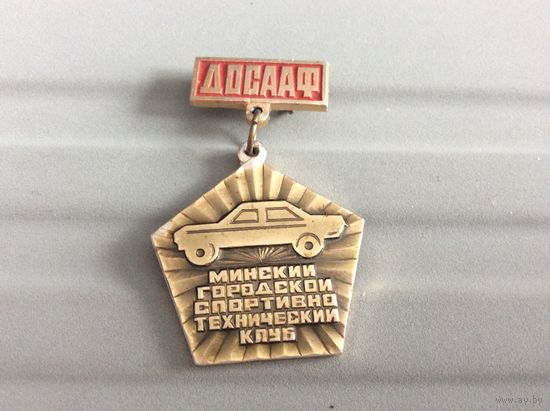 ДОСААФ
МИНСКИЙ
ГОРОДСКОЙ
СПОРТИВНО
ТЕХНИЧЕСКИЙ
КЛУБ
www.ay.by